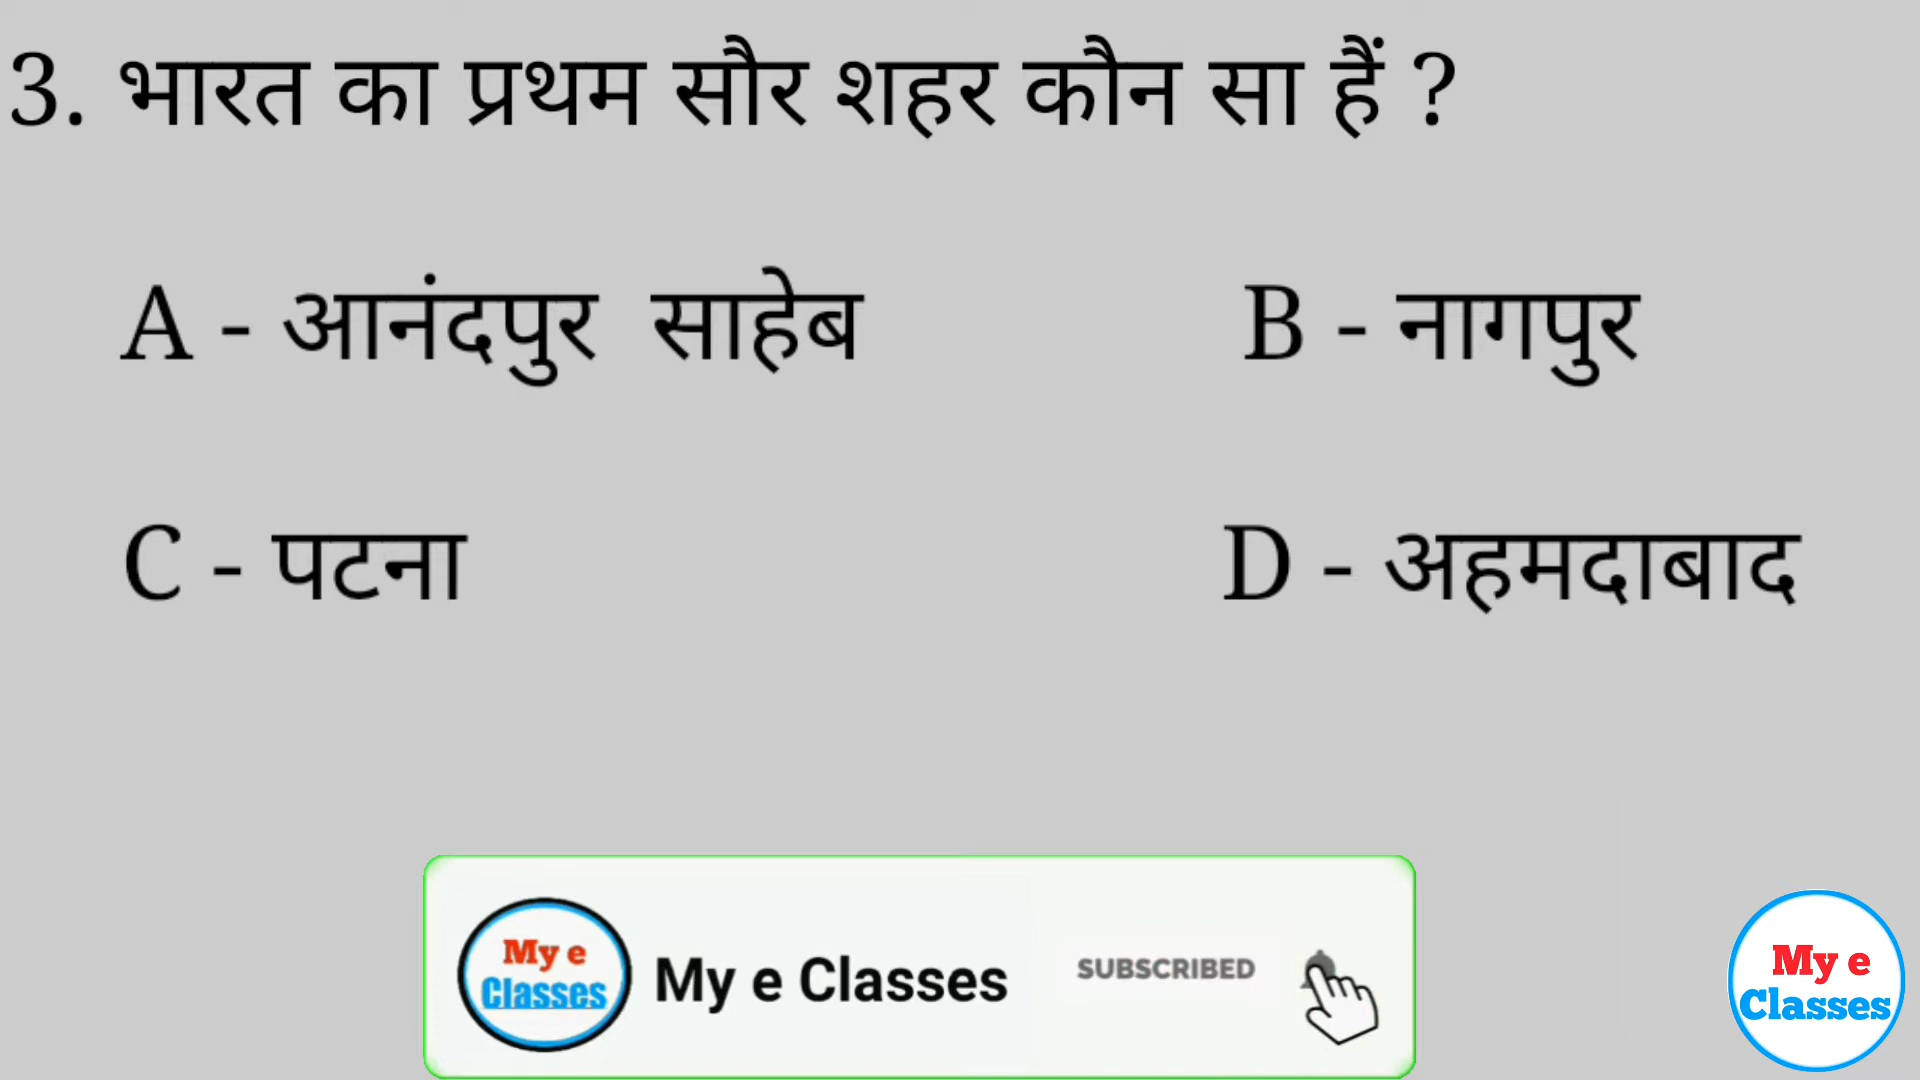 3. भारत का प्रथम सौर शहर कौन सा हैं ?
A - आनंदपुर साहेब B - नागपुर
C - पटना D - अहमदाबाद
My e
Classes
My e Classes
SUBSCRIBED
My e
Classes